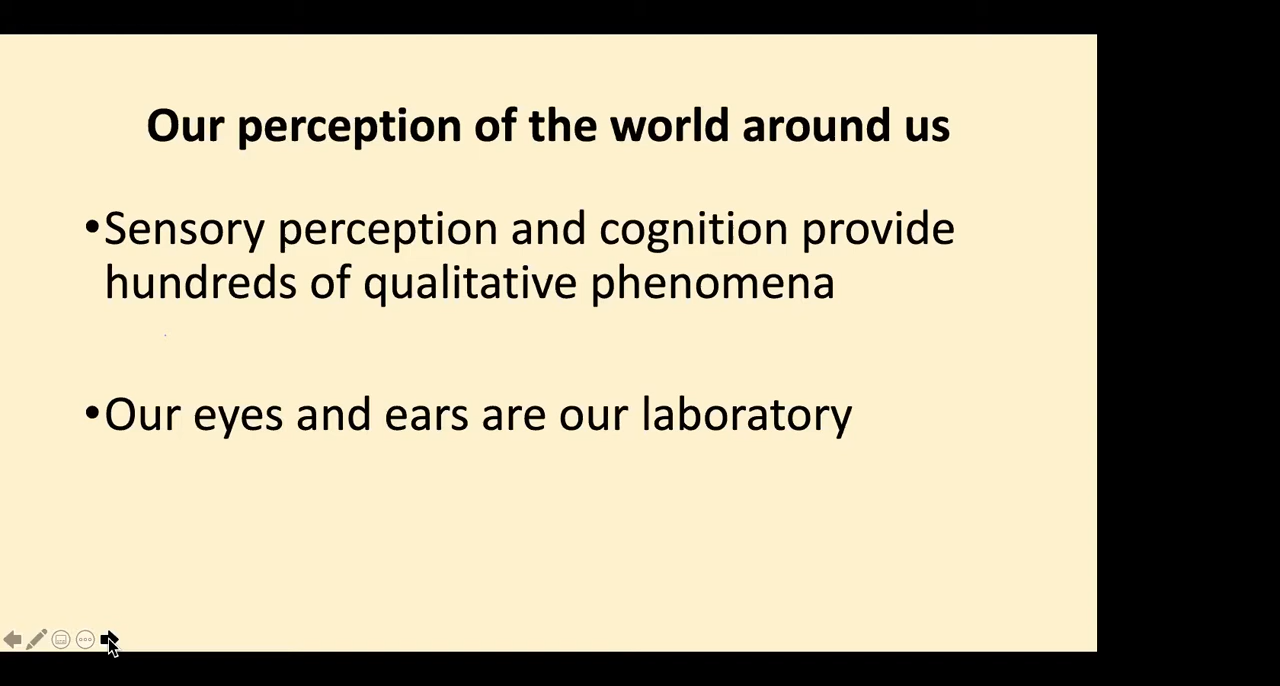 Our perception of the world around us
•Sensory perception and cognition provide
hundreds of qualitative phenomena
•Our eyes and ears are our laboratory